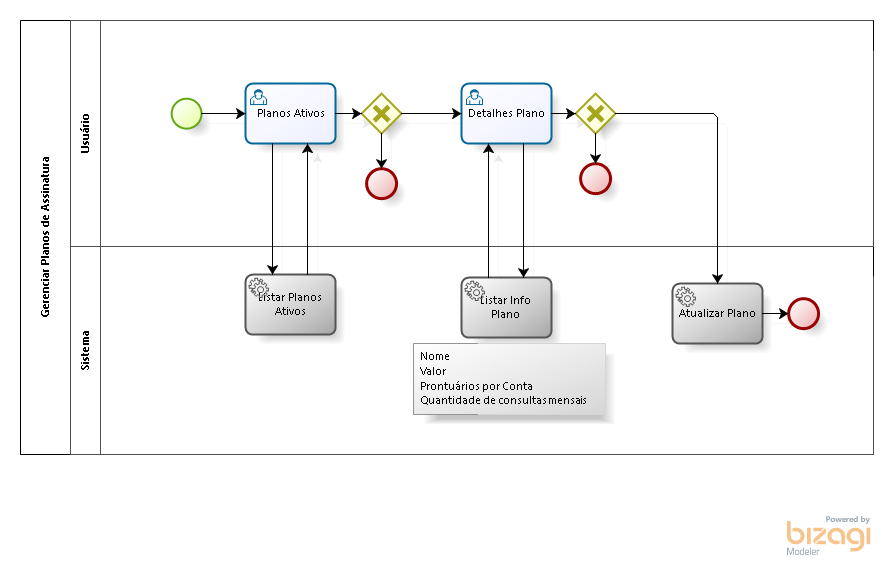 Gerenciar Planos de Assinatura
Usuário
Planos Ativos
Detalhes Plano
Sistema
Listar Planos
Ativos
Listar Info
Plano
Atualizar Plano
Nome
Valor
Prontuários por Conta
Quantidade de consultas mensais
Powered by
bizagi
Modeler